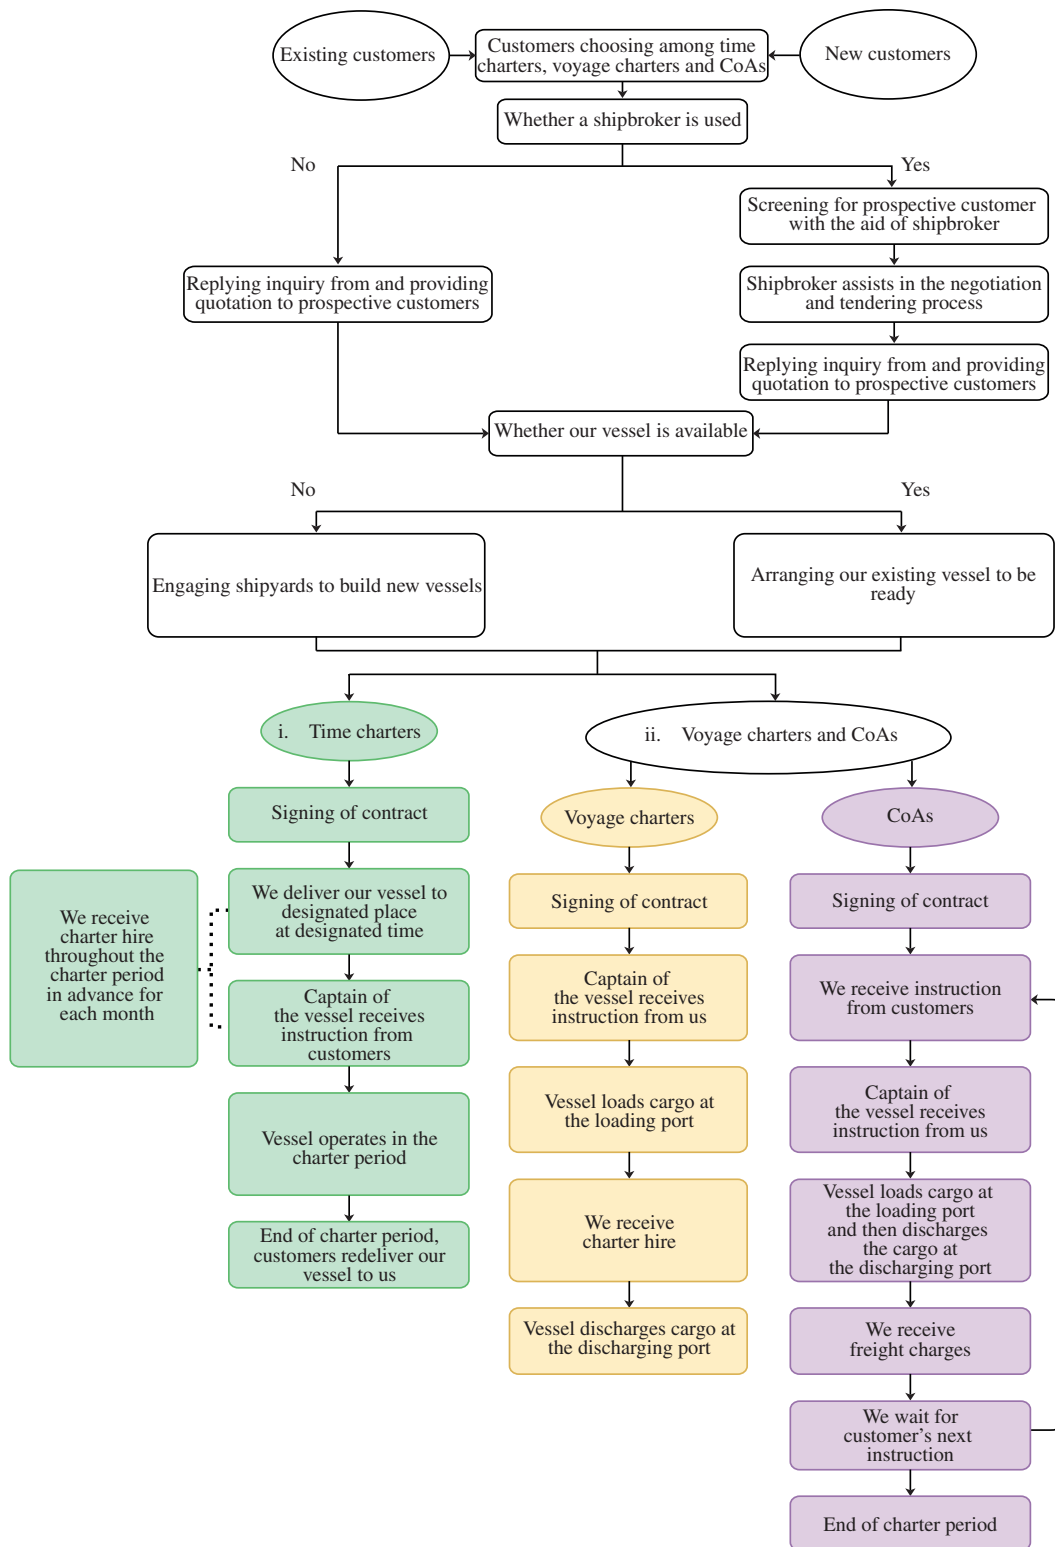 Existing customers
Customers choosing among time
charters, voyage charters and CoAs
New customers
Whether a shipbroker is used
No
Yes
Screening for prospective customer
with the aid of shipbroker
Replying inquiry from and providing
quotation to prospective customers
Shipbroker assists in the negotiation
and tendering process
Replying inquiry from and providing
quotation to prospective customers
Whether our vessel is available
No
Yes
Engaging shipyards to build new vessels
Arranging our existing vessel to be
ready
i. Time charters
ii. Voyage charters and CoAs
Signing of contract
We deliver our vessel to
designated place
at designated time
We receive
charter hire
throughout the
charter period
in advance for
each month
Captain of
the vessel receives
instruction from
customers
Vessel operates in the
charter period
End of charter period,
customers redeliver our
vessel to us
Voyage charters
Signing of contract
Captain of
the vessel receives
instruction from us
Vessel loads cargo at
the loading port
We receive
charter hire
Vessel discharges cargo at
the discharging port
CoAs
Signing of contract
We receive instruction
from customers
Captain of
the vessel receives
instruction from us
Vessel loads cargo at
the loading port
and then discharges
the cargo at
the discharging port
We receive
freight charges
We wait for
customer's next
instruction
End of charter period